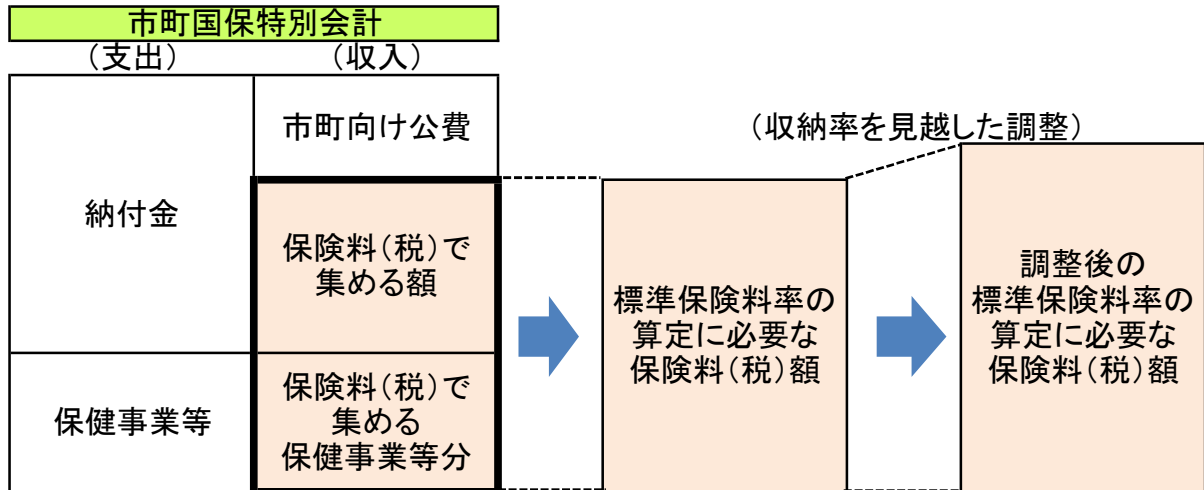 市町国保特別会計
（支出）
（収入）
市町向け公費
（収納率を見越した調整）
納付金
保険料（税）で
集める額
標準保険料率の
算定に必要な
保険料（税）額
調整後の
標準保険料率の
算定に必要な
保険料（税）額
保健事業等
保険料（税）で
集める
保健事業等分